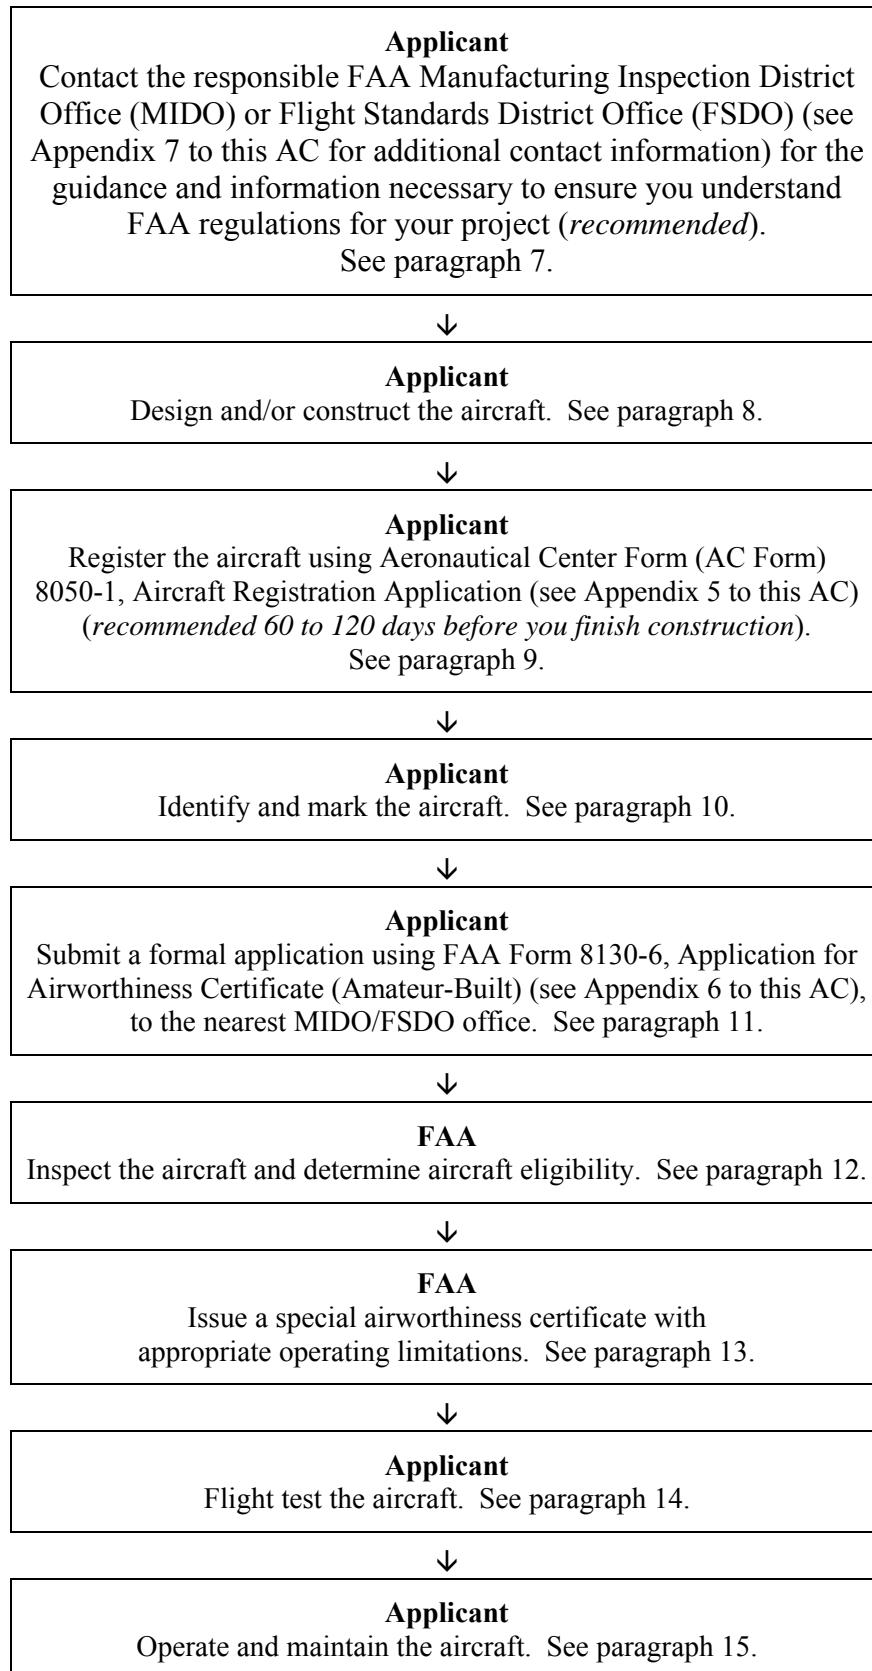 Applicant
Contact the responsible FAA Manufacturing Inspection District
Office (MIDO) or Flight Standards District Office (FSDO) (see
Appendix 7 to this AC for additional contact information) for the
guidance and information necessary to ensure you understand
FAA regulations for your project (recommended).
See paragraph 7.
↓
Applicant
Design and/or construct the aircraft.  See paragraph 8.
↓
Applicant
Register the aircraft using Aeronautical Center Form (AC Form)
8050-1, Aircraft Registration Application (see Appendix 5 to this AC)
(recommended 60 to 120 days before you finish construction).
See paragraph 9.
↓
Applicant
Identify and mark the aircraft.  See paragraph 10.
↓
Applicant
Submit a formal application using FAA Form 8130-6, Application for
Airworthiness Certificate (Amateur-Built) (see Appendix 6 to this AC),
to the nearest MIDO/FSDO office.  See paragraph 11.
↓
FAA
Inspect the aircraft and determine aircraft eligibility.  See paragraph 12.
↓
FAA
Issue a special airworthiness certificate with
appropriate operating limitations.  See paragraph 13.
↓
Applicant
Flight test the aircraft.  See paragraph 14.
↓
Applicant
Operate and maintain the aircraft.  See paragraph 15.